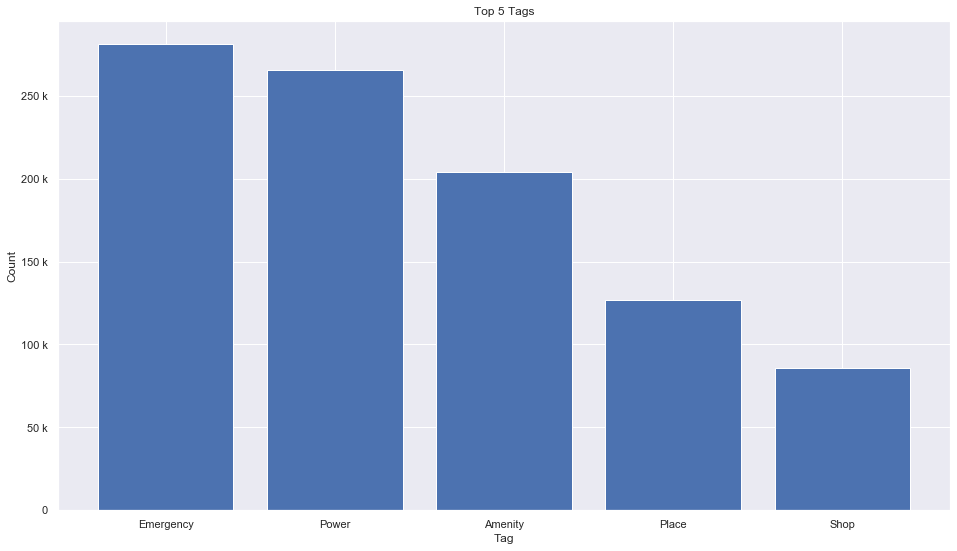 Top 5 Tags
Count
250 k
200 k
150 k
100 k
50 k
0
Emergency Power Amenity Place Shop
Tag